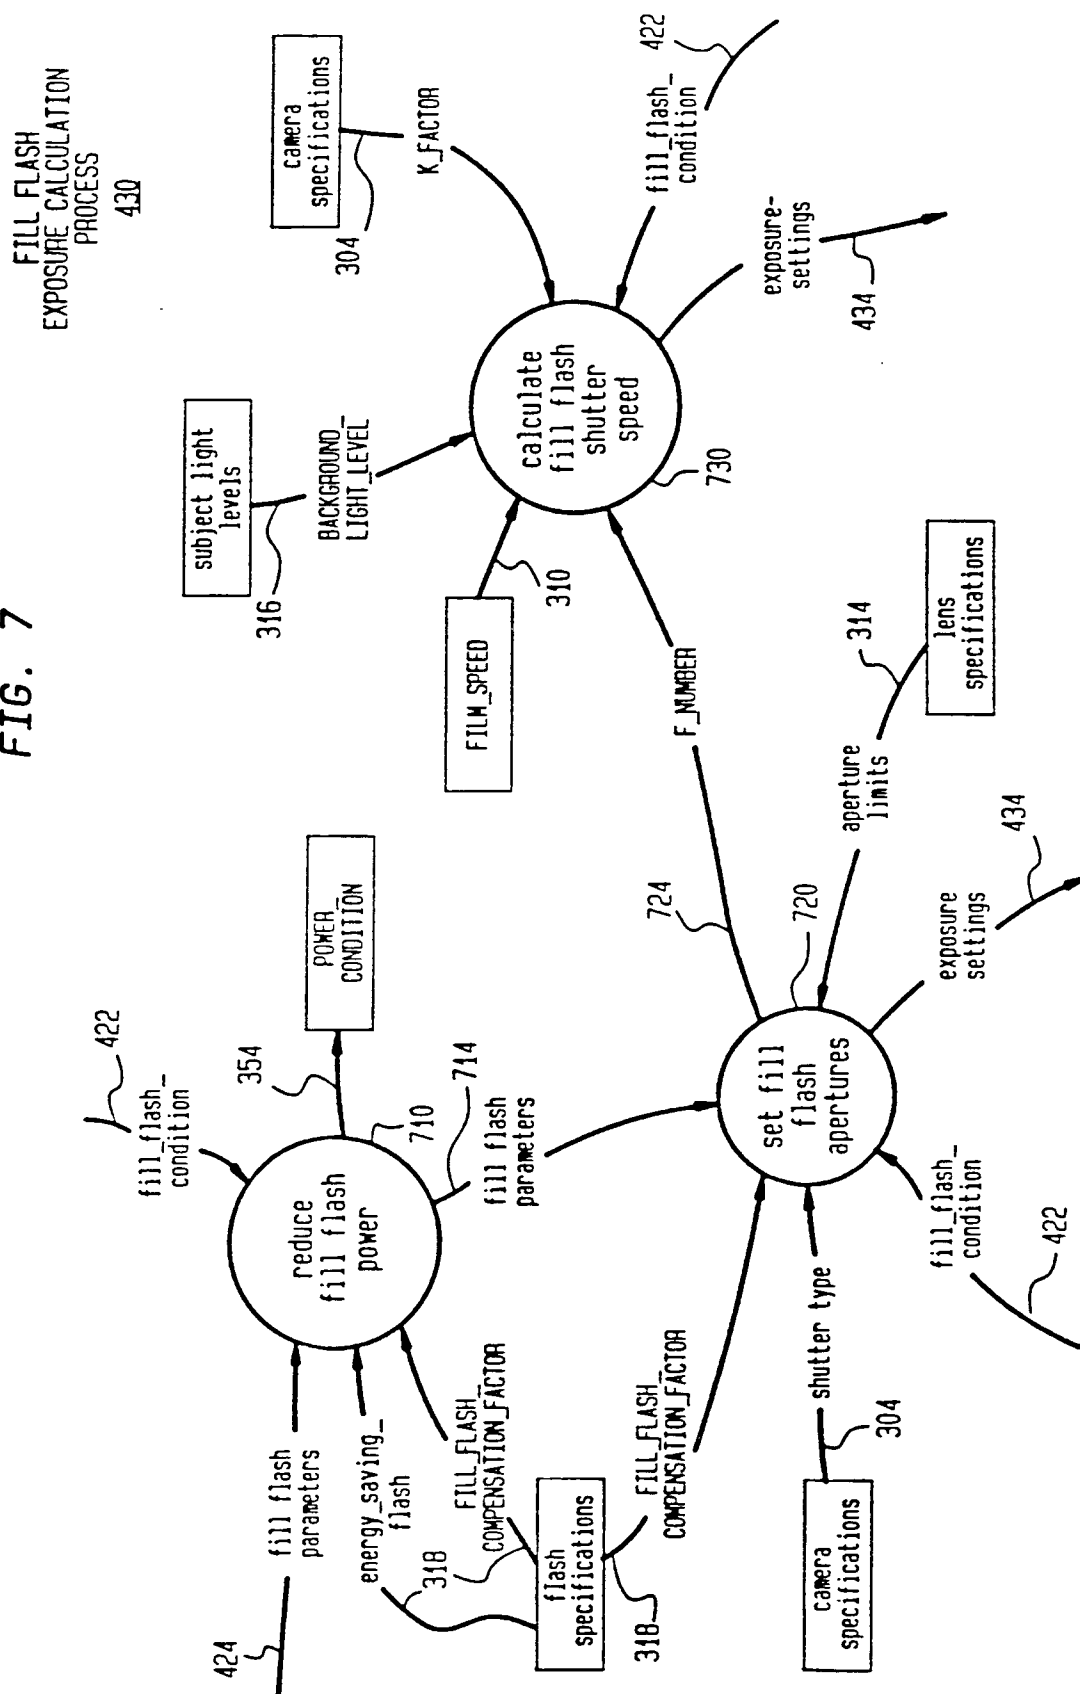 FIG. 7
FILL FLASH
EXPOSURE CALCULATION
PROCESS
430
422
fill_flash_
condition
424
fill flash
parameters
energy_saving_
flash
318
FILL_FLASH_
COMPENSATION_FACTOR
318
reduce
fill flash
power
710
354
POWER_
CONDITION
714
fill flash
parameters
flash
specifications
318
FILL_FLASH_
COMPENSATION_FACTOR
camera
specifications
304
shutter type
fill_flash_
condition
422
set fill
flash
apertures
720
724
F_NUMBER
aperture
limits
314
lens
specifications
exposure
settings
434
FILM_SPEED
310
subject light
levels
316
BACKGROUND_
LIGHT_LEVEL
camera
specifications
304
K_FACTOR
calculate
fill flash
shutter
speed
730
fill_flash_
condition
422
exposure-
settings
434